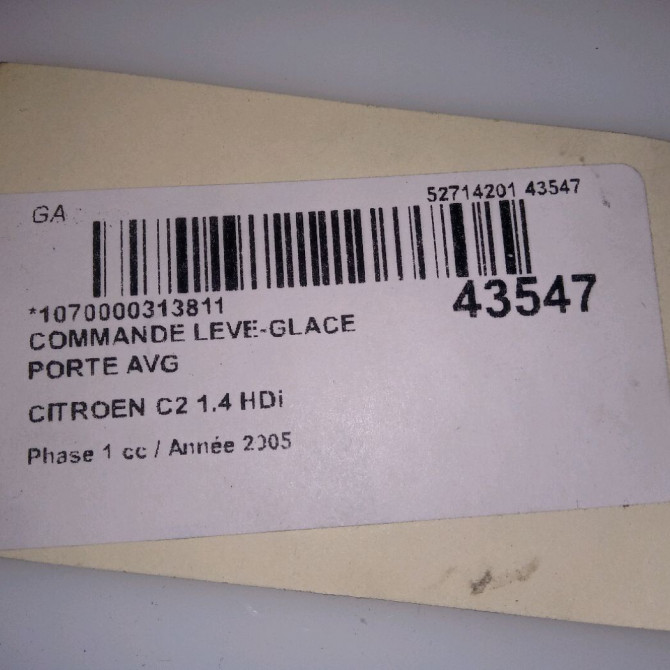 GA
52714201 43547
*1070000313811
43547
COMMANDE LEVE-GLACE
PORTE AVG
CITROEN C2 1.4 HDi
Phase 1 cc / Année 2005